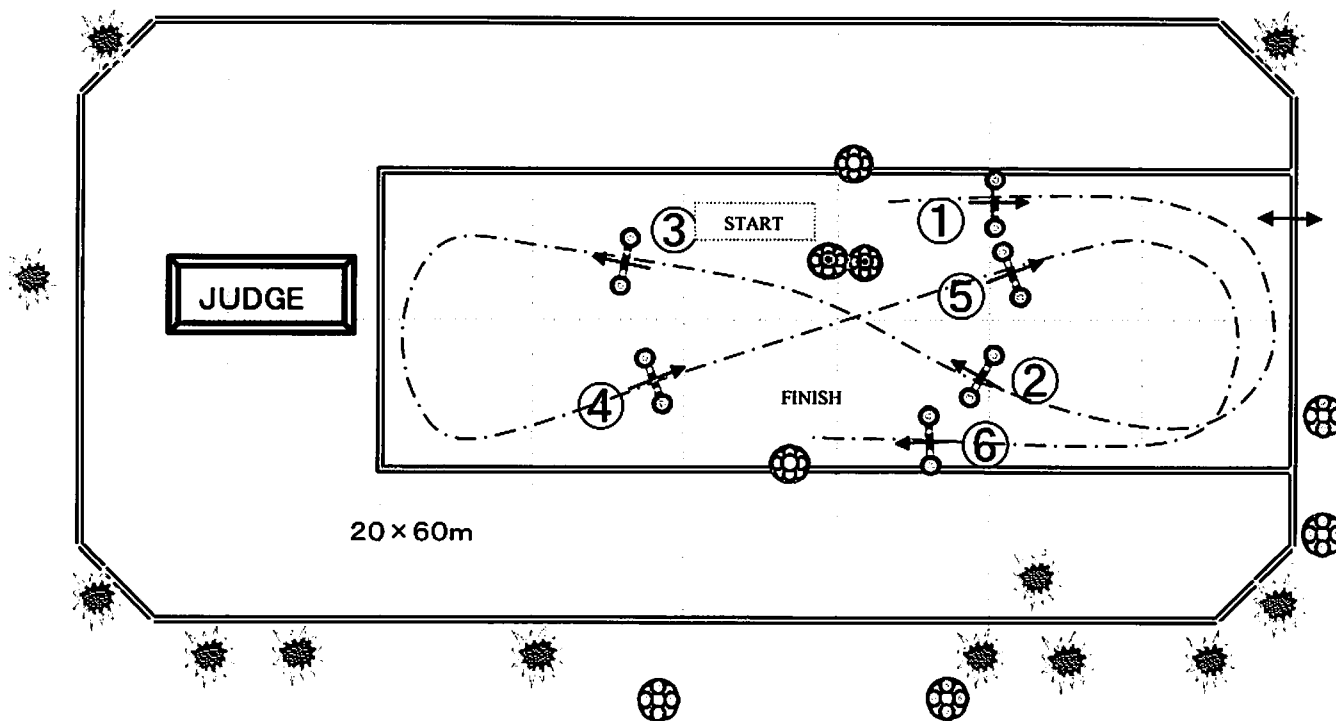 ③ START ①
JUDGE
⑤
④ FINISH ②
⑥
20×60m